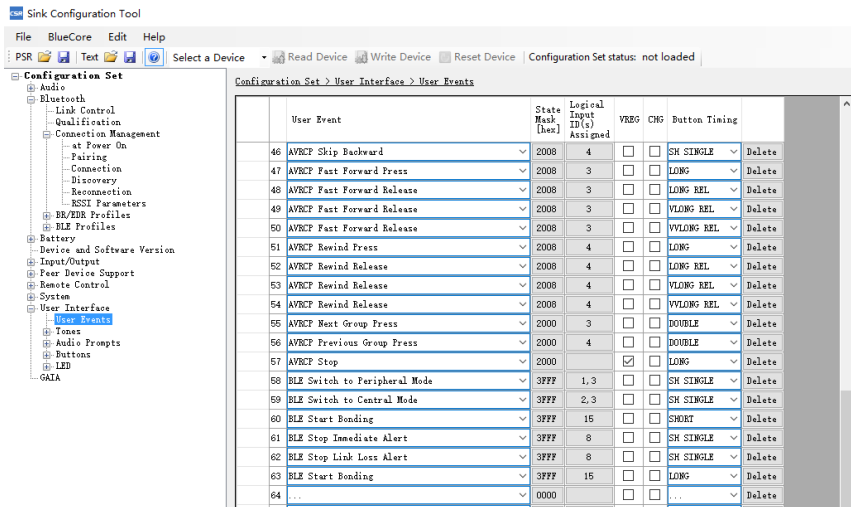 CSR Sink Configuration Tool
File BlueCore Edit Help
PSR Text Select a Device Read Device Write Device Reset Device Configuration Set status: not loaded
Configuration Set
Audio
Bluetooth
Link Control
Qualification
Connection Management
at Power On
Pairing
Connection
Discovery
Reconnection
RSSI Parameters
BR/EDR Profiles
BLE Profiles
Battery
Device and Software Version
Input/Output
Peer Device Support
Remote Control
System
User Interface
User Events
Tones
Audio Prompts
Buttons
LED
GAIA
Configuration Set > User Interface > User Events
User Event State Mask [hex] Logical Input ID(s) Assigned VREG CHG Button Timing
46 AVRCP Skip Backward 2008 4 SH SINGLE Delete
47 AVRCP Fast Forward Press 2008 3 LONG Delete
48 AVRCP Fast Forward Release 2008 3 LONG REL Delete
49 AVRCP Fast Forward Release 2008 3 VLONG REL Delete
50 AVRCP Fast Forward Release 2008 3 VVLONG REL Delete
51 AVRCP Rewind Press 2008 4 LONG Delete
52 AVRCP Rewind Release 2008 4 LONG REL Delete
53 AVRCP Rewind Release 2008 4 VLONG REL Delete
54 AVRCP Rewind Release 2008 4 VVLONG REL Delete
55 AVRCP Next Group Press 2000 3 DOUBLE Delete
56 AVRCP Previous Group Press 2000 4 DOUBLE Delete
57 AVRCP Stop 2000 LONG Delete
58 BLE Switch to Peripheral Mode 3FFF 1,3 SH SINGLE Delete
59 BLE Switch to Central Mode 3FFF 2,3 SH SINGLE Delete
60 BLE Start Bonding 3FFF 15 SHORT Delete
61 BLE Stop Immediate Alert 3FFF 8 SH SINGLE Delete
62 BLE Stop Link Loss Alert 3FFF 8 SH SINGLE Delete
63 BLE Start Bonding 3FFF 15 LONG Delete
64 ... 0000 ... Delete